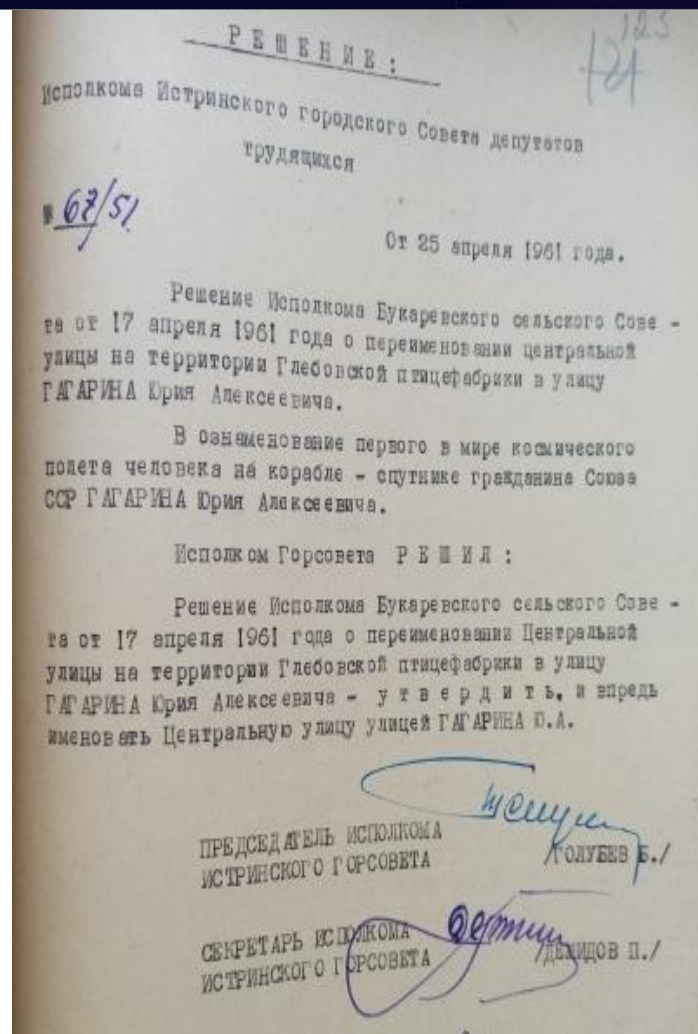 123
121
РЕШЕНИЕ:
Исполкома Истринского городского Совета депутатов
трудящихся
№ 67/51
От 25 апреля 1961 года.
Решение Исполкома Букаревского сельского Сове -
та от 17 апреля 1961 года о переименовании центральной
улицы на территории Глебовской птицефабрики в улицу
ГАГАРИНА Юрия Алексеевича.
В ознаменование первого в мире космического
полета человека на корабле - спутнике гражданина Союза
ССР ГАГАРИНА Юрия Алексеевича.
Исполком Горсовета РЕШИЛ:
Решение Исполкома Букаревского сельского Сове -
та от 17 апреля 1961 года о переименовании Центральной
улицы на территории Глебовской птицефабрики в улицу
ГАГАРИНА Юрия Алексеевича - утвердить, и впредь
именовать Центральную улицу улицей ГАГАРИНА Ю.А.
ПРЕДСЕДАТЕЛЬ ИСПОЛКОМА
ИСТРИНСКОГО ГОРСОВЕТА /ГОЛУБЕВ Б./
СЕКРЕТАРЬ ИСПОЛКОМА
ИСТРИНСКОГО ГОРСОВЕТА /ДЕМИДОВ П./